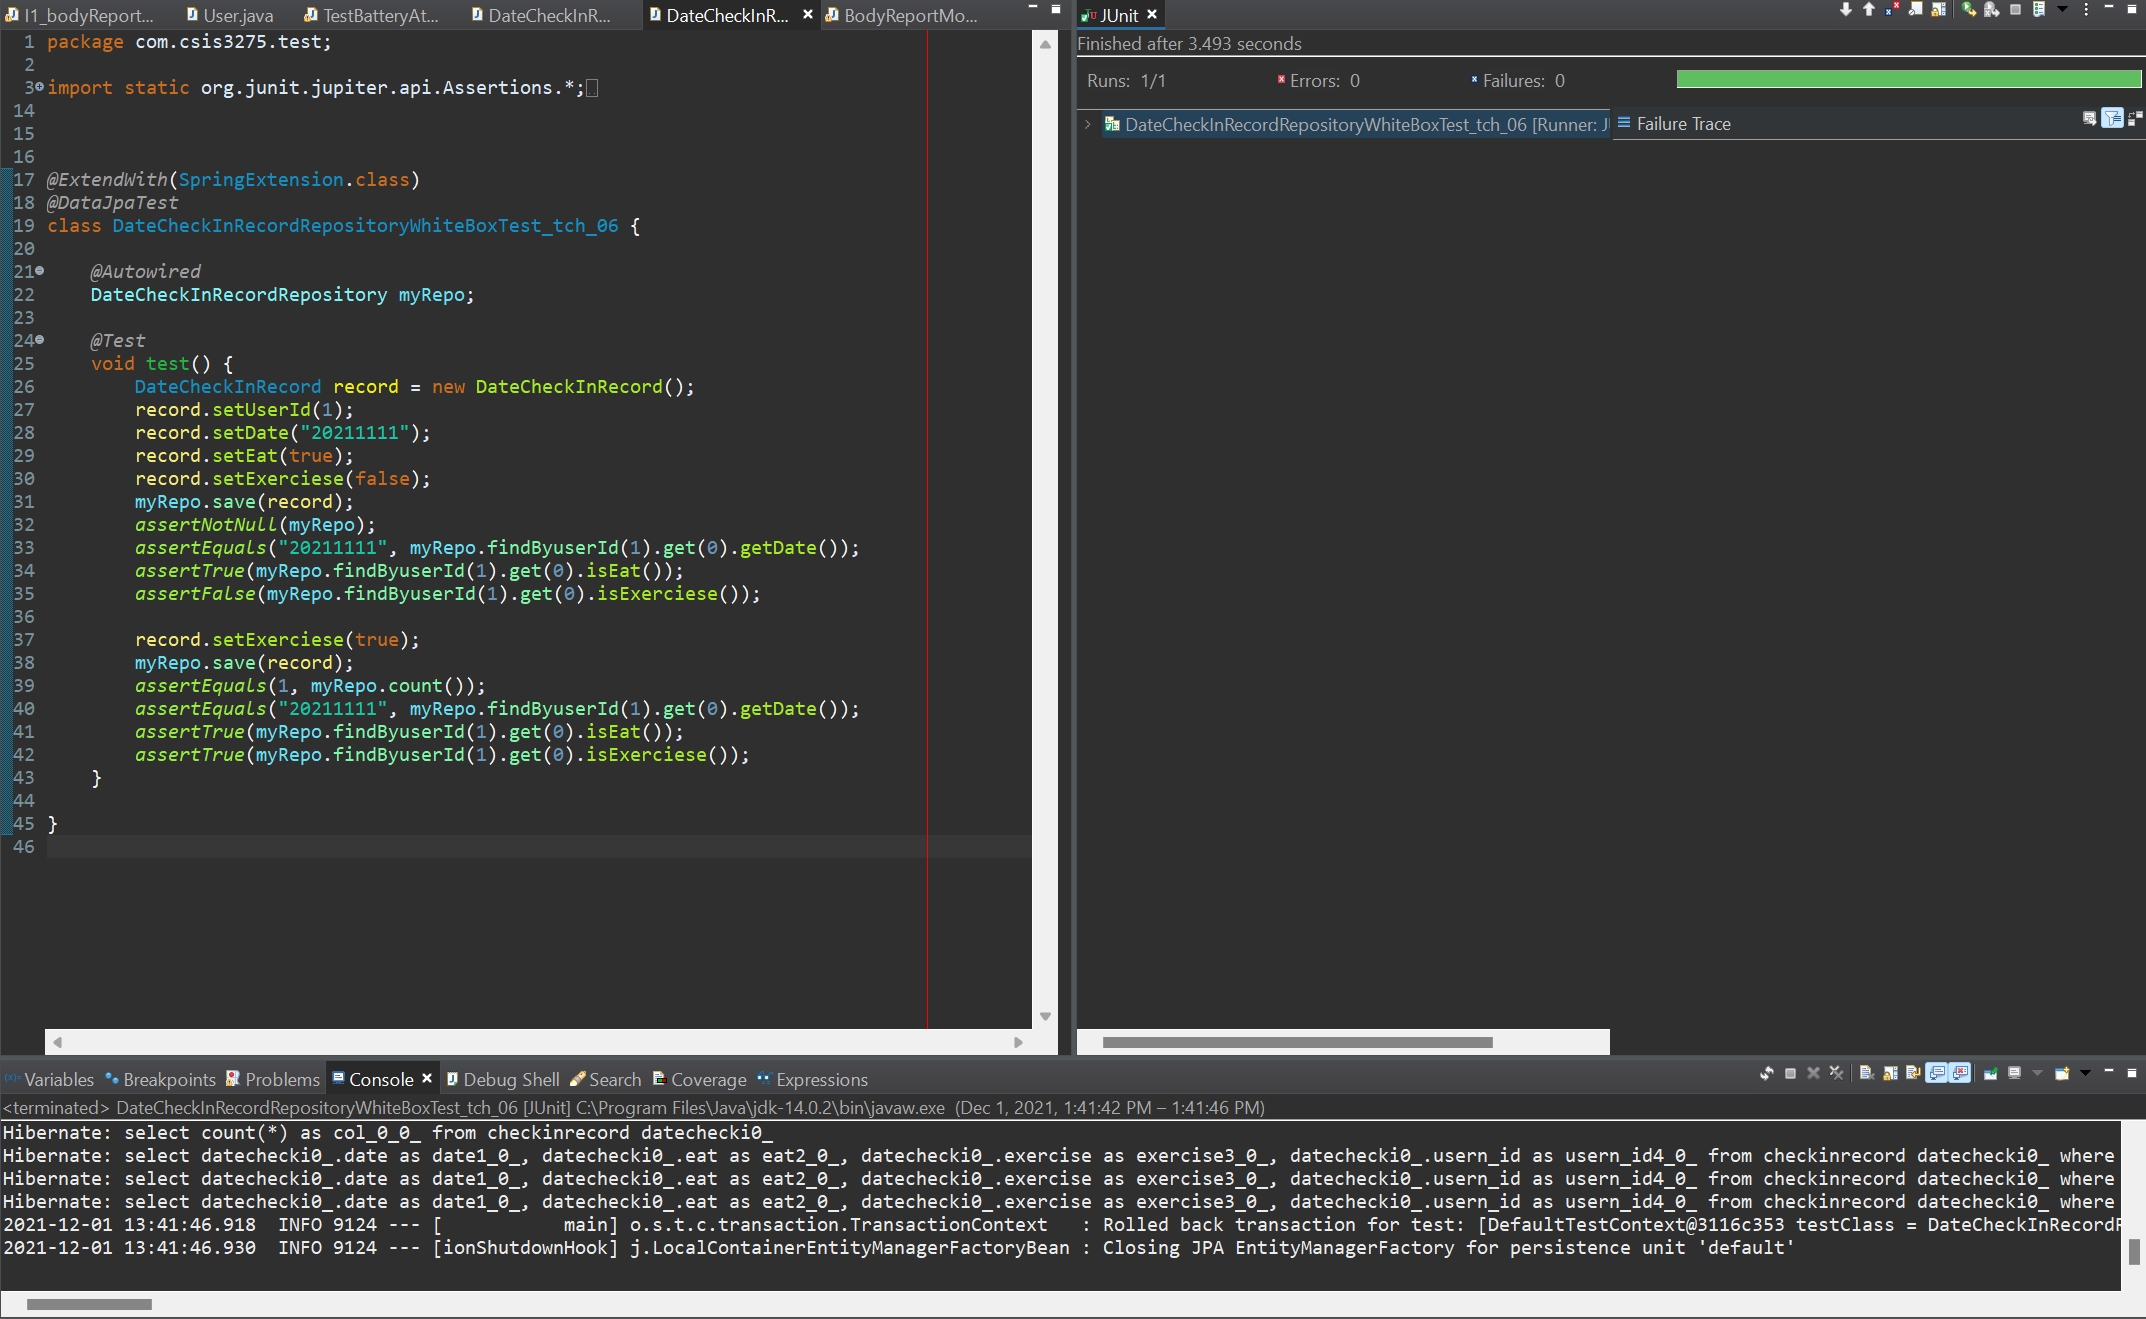 I1_bodyReport... User.java TestBatteryAt... DateCheckInR... DateCheckInR... BodyReportMo...
1 package com.csis3275.test;
2
3 import static org.junit.jupiter.api.Assertions.*;
14
15
16
17 @ExtendWith(SpringExtension.class)
18 @DataJpaTest
19 class DateCheckInRecordRepositoryWhiteBoxTest_tch_06 {
20
21 @Autowired
22 DateCheckInRecordRepository myRepo;
23
24 @Test
25 void test() {
26 DateCheckInRecord record = new DateCheckInRecord();
27 record.setUserId(1);
28 record.setDate("20211111");
29 record.setEat(true);
30 record.setExerciese(false);
31 myRepo.save(record);
32 assertNotNull(myRepo);
33 assertEquals("20211111", myRepo.findByuserId(1).get(0).getDate());
34 assertTrue(myRepo.findByuserId(1).get(0).isEat());
35 assertFalse(myRepo.findByuserId(1).get(0).isExerciese());
36
37 record.setExerciese(true);
38 myRepo.save(record);
39 assertEquals(1, myRepo.count());
40 assertEquals("20211111", myRepo.findByuserId(1).get(0).getDate());
41 assertTrue(myRepo.findByuserId(1).get(0).isEat());
42 assertTrue(myRepo.findByuserId(1).get(0).isExerciese());
43 }
44
45 }
46
JUnit
Finished after 3.493 seconds
Runs: 1/1 Errors: 0 Failures: 0
DateCheckInRecordRepositoryWhiteBoxTest_tch_06 [Runner: J
Failure Trace
Variables Breakpoints Problems Console Debug Shell Search Coverage Expressions
<terminated> DateCheckInRecordRepositoryWhiteBoxTest_tch_06 [JUnit] C:\Program Files\Java\jdk-14.0.2\bin\javaw.exe (Dec 1, 2021, 1:41:42 PM – 1:41:46 PM)
Hibernate: select count(*) as col_0_0_ from checkinrecord datechecki0_
Hibernate: select datechecki0_.date as date1_0_, datechecki0_.eat as eat2_0_, datechecki0_.exercise as exercise3_0_, datechecki0_.usern_id as usern_id4_0_ from checkinrecord datechecki0_ where
Hibernate: select datechecki0_.date as date1_0_, datechecki0_.eat as eat2_0_, datechecki0_.exercise as exercise3_0_, datechecki0_.usern_id as usern_id4_0_ from checkinrecord datechecki0_ where
Hibernate: select datechecki0_.date as date1_0_, datechecki0_.eat as eat2_0_, datechecki0_.exercise as exercise3_0_, datechecki0_.usern_id as usern_id4_0_ from checkinrecord datechecki0_ where
2021-12-01 13:41:46.918 INFO 9124 --- [ main] o.s.t.c.transaction.TransactionContext : Rolled back transaction for test: [DefaultTestContext@3116c353 testClass = DateCheckInRecordR
2021-12-01 13:41:46.930 INFO 9124 --- [ionShutdownHook] j.LocalContainerEntityManagerFactoryBean : Closing JPA EntityManagerFactory for persistence unit 'default'